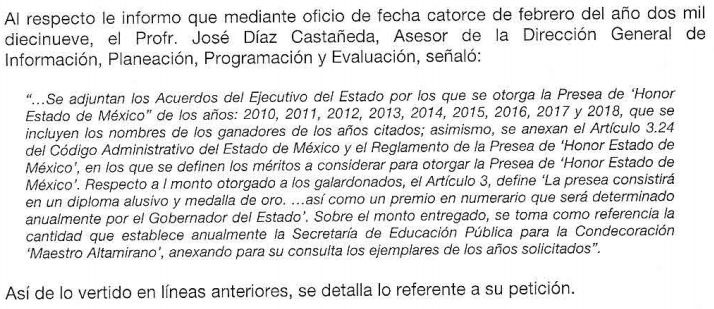 Al respecto le informo que mediante oficio de fecha catorce de febrero del año dos mil
diecinueve, el Profr. José Díaz Castañeda, Asesor de la Dirección General de
Información, Planeación, Programación y Evaluación, señaló:
“...Se adjuntan los Acuerdos del Ejecutivo del Estado por los que se otorga la Presea de ‘Honor
Estado de México” de los años: 2010, 2011, 2012, 2013, 2014, 2015, 2016, 2017 y 2018, que se
incluyen los nombres de los ganadores de los años citados; asimismo, se anexan el Artículo 3.24
del Código Administrativo del Estado de México y el Reglamento de la Presea de ‘Honor Estado de
México’, en los que se definen los méritos a considerar para otorgar la Presea de ‘Honor Estado de
México’. Respecto a l monto otorgado a los galardonados, el Artículo 3, define ‘La presea consistirá
en un diploma alusivo y medalla de oro. ...así como un premio en numerario que será determinado
anualmente por el Gobernador del Estado’. Sobre el monto entregado, se toma como referencia la
cantidad que establece anualmente la Secretaría de Educación Pública para la Condecoración
‘Maestro Altamirano’, anexando para su consulta los ejemplares de los años solicitados”.
Así de lo vertido en líneas anteriores, se detalla lo referente a su petición.